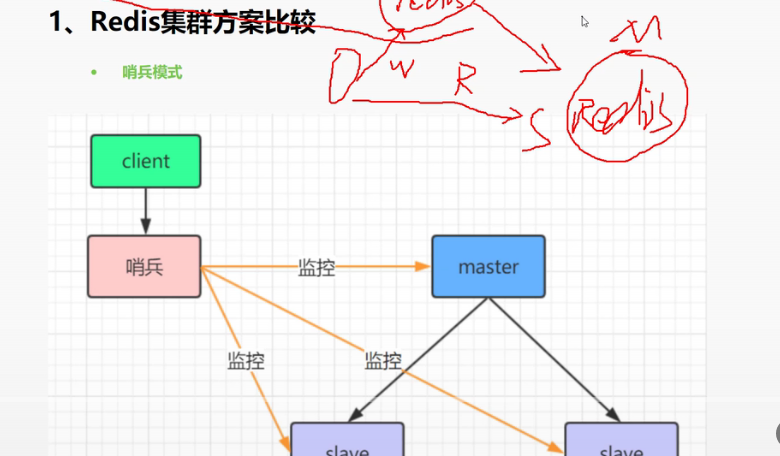 redis
1、Redis集群方案比较
M
W
R
• 哨兵模式
S
Redis
client
哨兵
监控
master
监控
监控
slave
slave